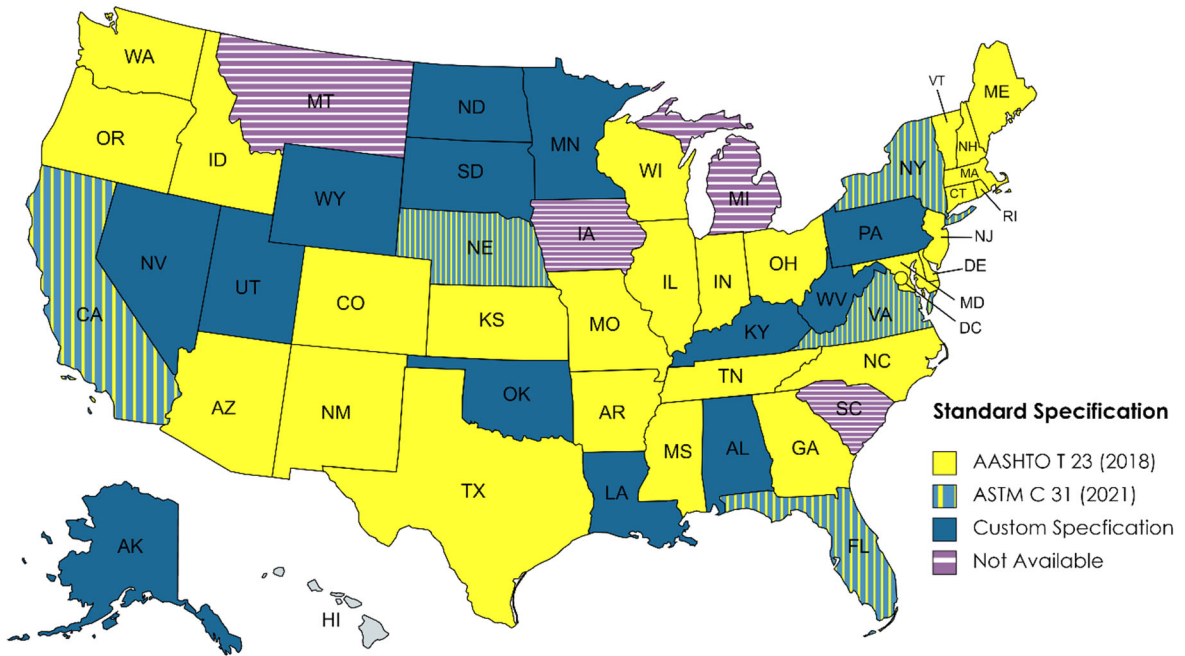 WA
MT
ND
MN
VT
ME
OR
ID
WY
SD
WI
MI
NY
NH
MA
CT
RI
NV
UT
CO
NE
IA
IL
IN
OH
PA
NJ
DE
MD
DC
CA
KS
MO
KY
WV
VA
AZ
NM
OK
AR
TN
NC
SC
TX
LA
MS
AL
GA
FL
AK
HI
Standard Specification
AASHTO T 23 (2018)
ASTM C 31 (2021)
Custom Specfication
Not Available